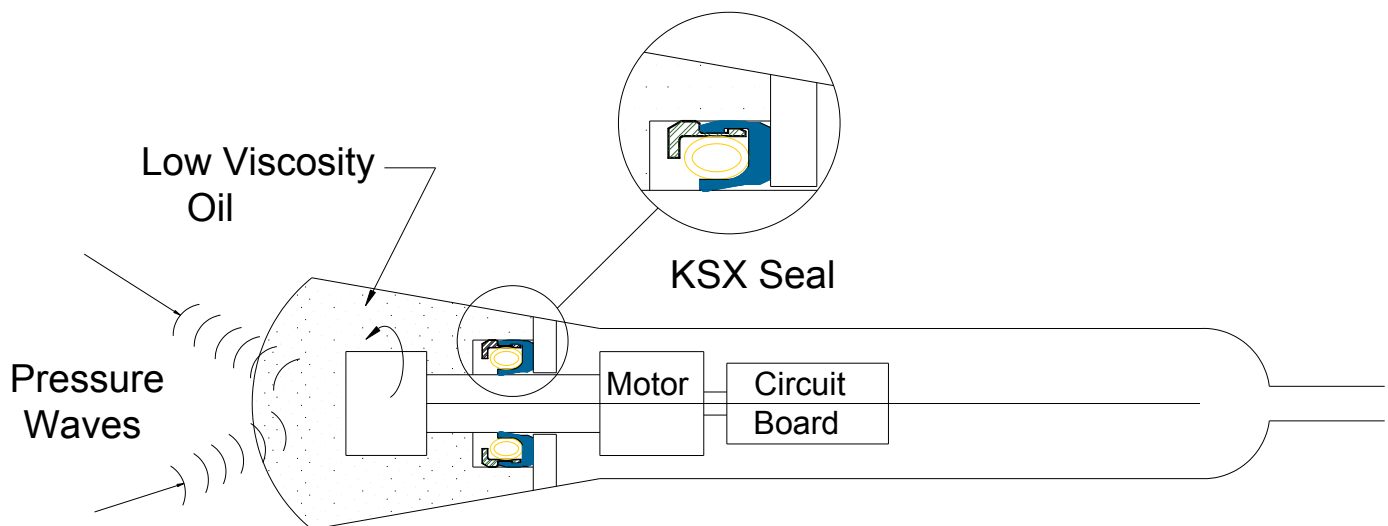 Low Viscosity
Oil
KSX Seal
Pressure
Waves
Motor
Circuit
Board